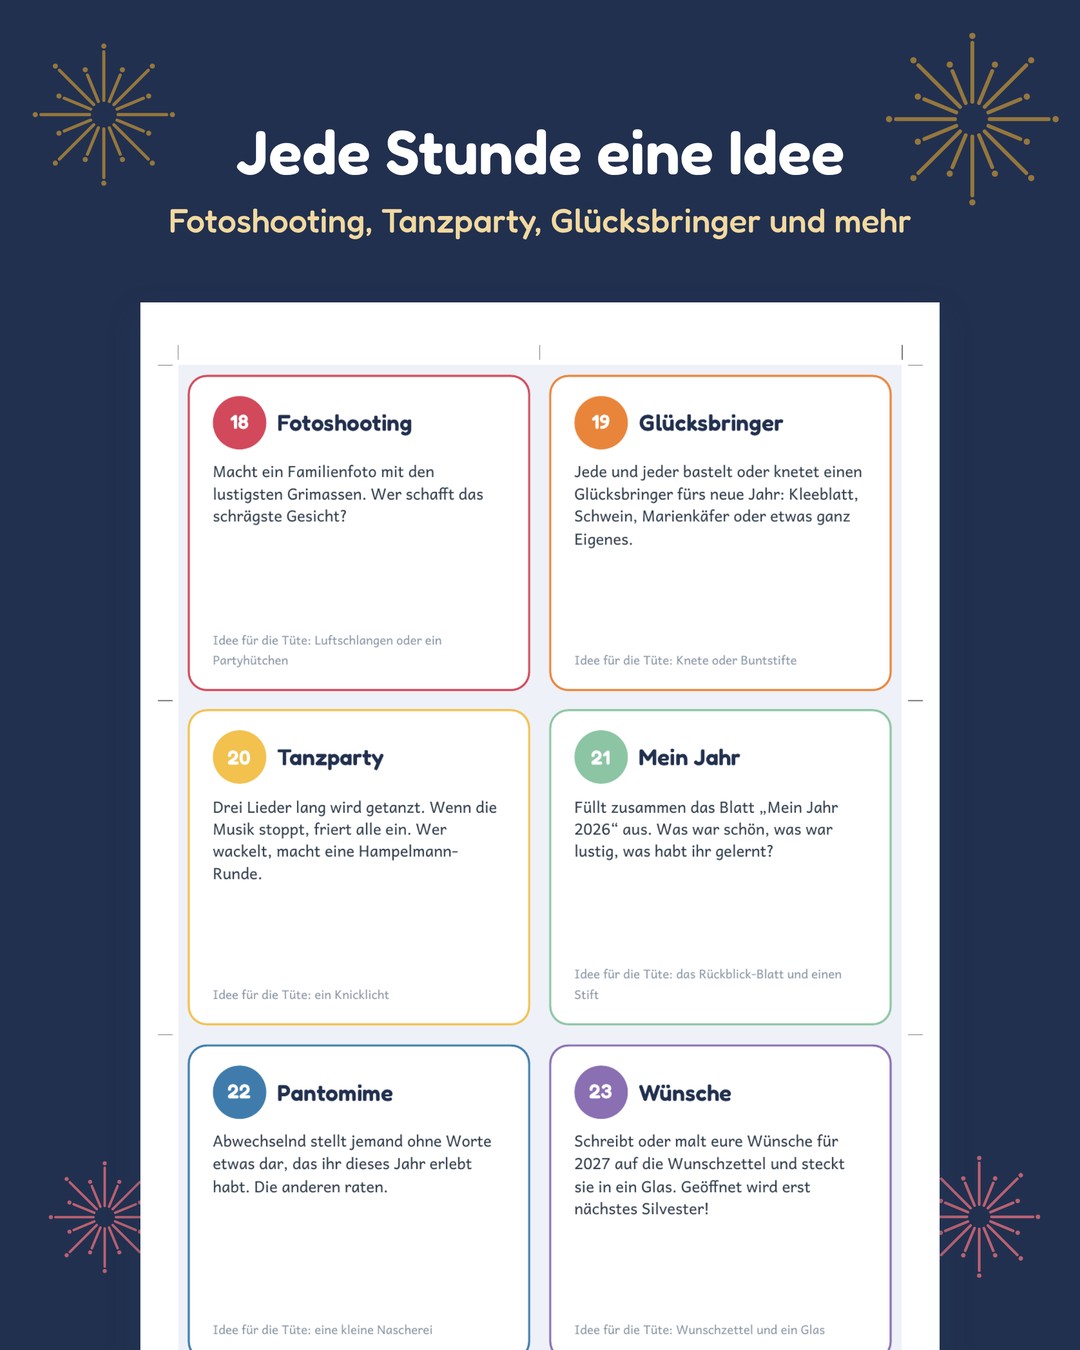 Jede Stunde eine Idee
Fotoshooting, Tanzparty, Glücksbringer und mehr
18 Fotoshooting
Macht ein Familienfoto mit den
lustigsten Grimassen. Wer schafft das
schrägste Gesicht?
Idee für die Tüte: Luftschlangen oder ein
Partyhütchen
19 Glücksbringer
Jede und jeder bastelt oder knetet einen
Glücksbringer fürs neue Jahr: Kleeblatt,
Schwein, Marienkäfer oder etwas ganz
Eigenes.
Idee für die Tüte: Knete oder Buntstifte
20 Tanzparty
Drei Lieder lang wird getanzt. Wenn die
Musik stoppt, friert alle ein. Wer
wackelt, macht eine Hampelmann-
Runde.
Idee für die Tüte: ein Knicklicht
21 Mein Jahr
Füllt zusammen das Blatt „Mein Jahr
2026“ aus. Was war schön, was war
lustig, was habt ihr gelernt?
Idee für die Tüte: das Rückblick-Blatt und einen
Stift
22 Pantomime
Abwechselnd stellt jemand ohne Worte
etwas dar, das ihr dieses Jahr erlebt
habt. Die anderen raten.
Idee für die Tüte: eine kleine Nascherei
23 Wünsche
Schreibt oder malt eure Wünsche für
2027 auf die Wunschzettel und steckt
sie in ein Glas. Geöffnet wird erst
nächstes Silvester!
Idee für die Tüte: Wunschzettel und ein Glas